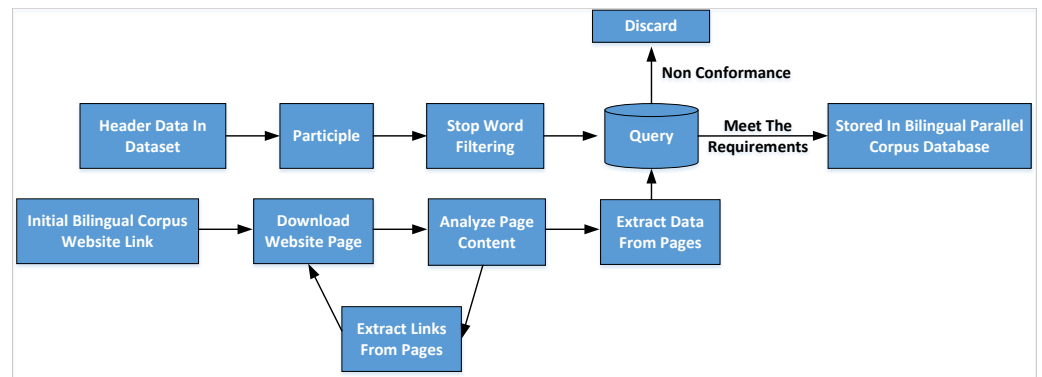 Discard
Non Conformance
Header Data In
Dataset
Participle
Stop Word
Filtering
Query
Meet The
Requirements
Stored In Bilingual Parallel
Corpus Database
Initial Bilingual Corpus
Website Link
Download
Website Page
Analyze Page
Content
Extract Data
From Pages
Extract Links
From Pages